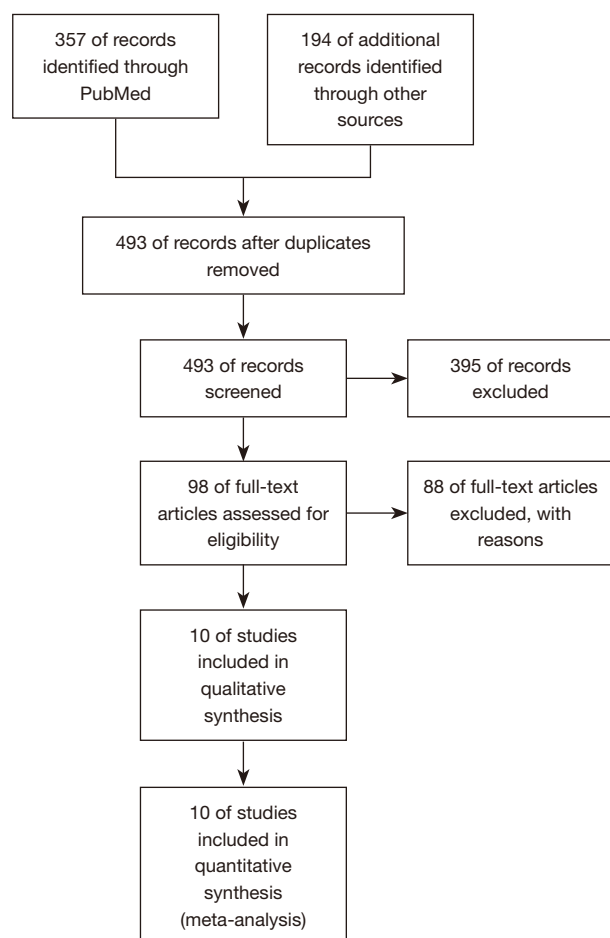 357 of records
identified through
PubMed
194 of additional
records identified
through other
sources
493 of records after duplicates
removed
493 of records
screened
395 of records
excluded
98 of full-text
articles assessed for
eligibility
88 of full-text articles
excluded, with
reasons
10 of studies
included in
qualitative
synthesis
10 of studies
included in
quantitative
synthesis
(meta-analysis)